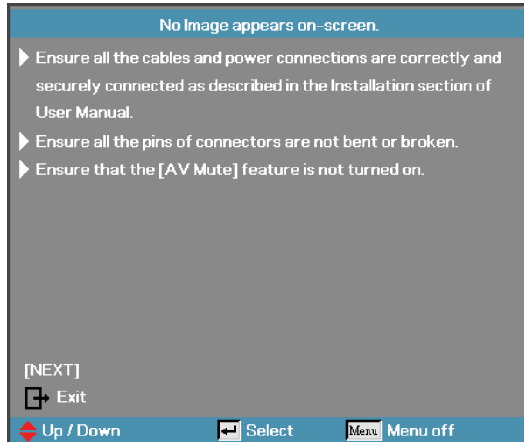 No Image appears on-screen.
Ensure all the cables and power connections are correctly and
securely connected as described in the Installation section of
User Manual.
Ensure all the pins of connectors are not bent or broken.
Ensure that the [AV Mute] feature is not turned on.
[NEXT]
Exit
Up / Down Select Menu Menu off